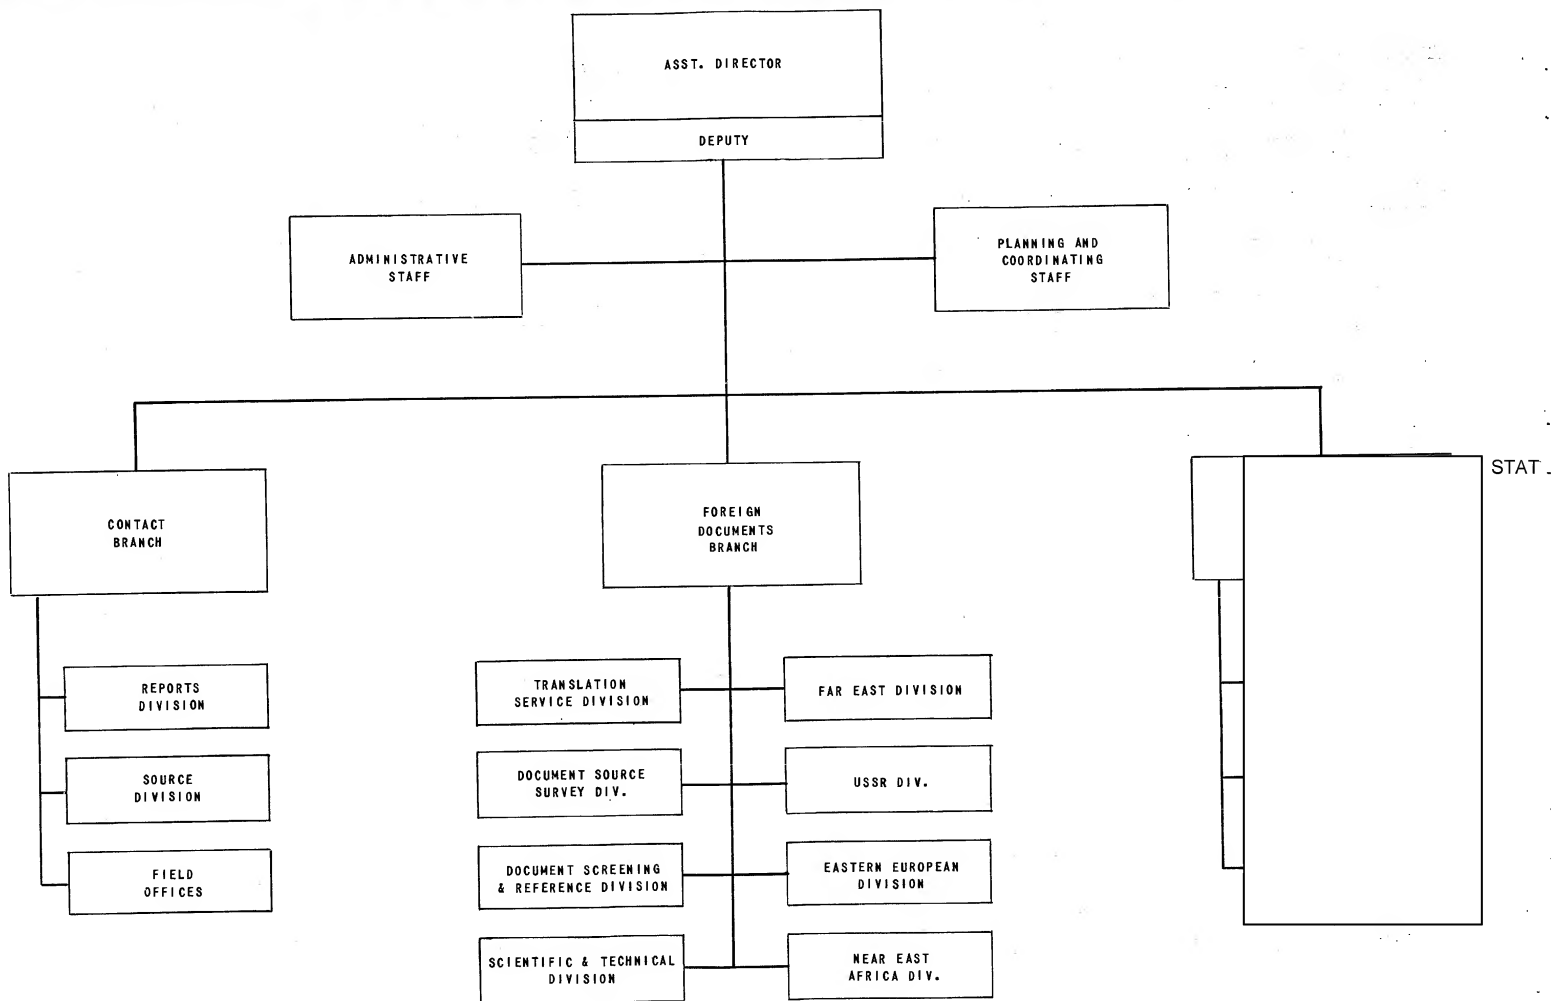 ASST. DIRECTOR
DEPUTY
ADMINISTRATIVE
STAFF
PLANNING AND
COORDINATING
STAFF
CONTACT
BRANCH
FOREIGN
DOCUMENTS
BRANCH
STAT
REPORTS
DIVISION
SOURCE
DIVISION
FIELD
OFFICES
TRANSLATION
SERVICE DIVISION
DOCUMENT SOURCE
SURVEY DIV.
DOCUMENT SCREENING
& REFERENCE DIVISION
SCIENTIFIC & TECHNICAL
DIVISION
FAR EAST DIVISION
USSR DIV.
EASTERN EUROPEAN
DIVISION
NEAR EAST
AFRICA DIV.